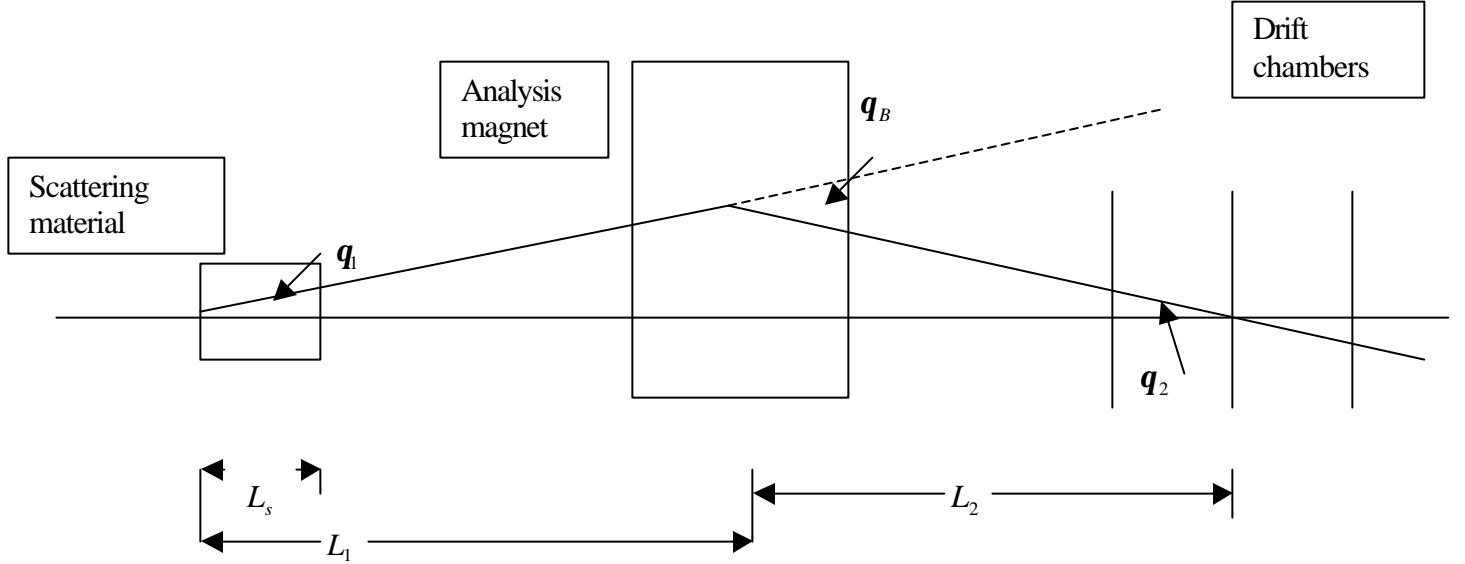 Drift
chambers
Analysis
magnet
q_B
Scattering
material
q_1
q_2
L_s
L_2
L_1